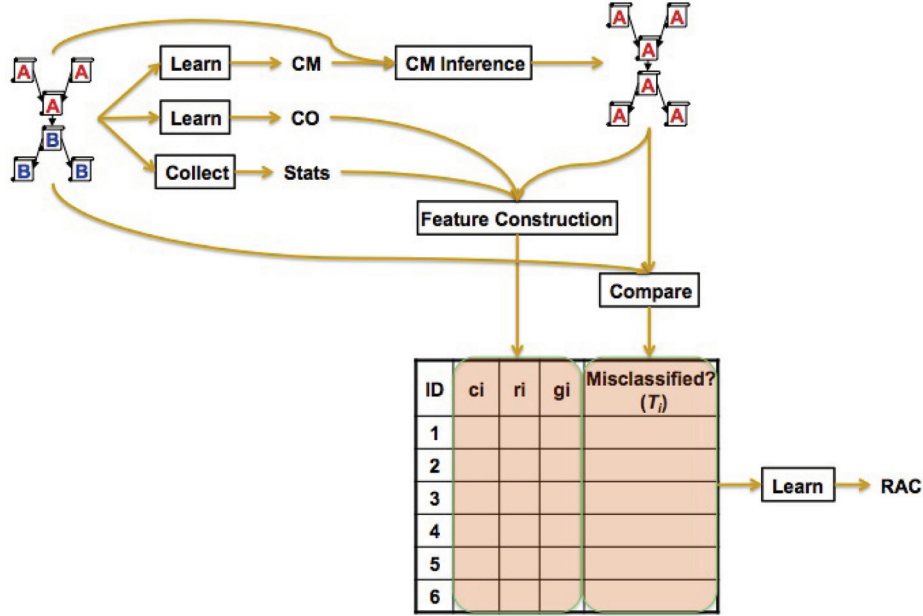 A A
A
B
B B
Learn CM CM Inference
Learn CO
Collect Stats
A A
A
A
A A
Feature Construction
Compare
ID ci ri gi Misclassified?
(Ti)
1
2
3
4
5
6
Learn RAC